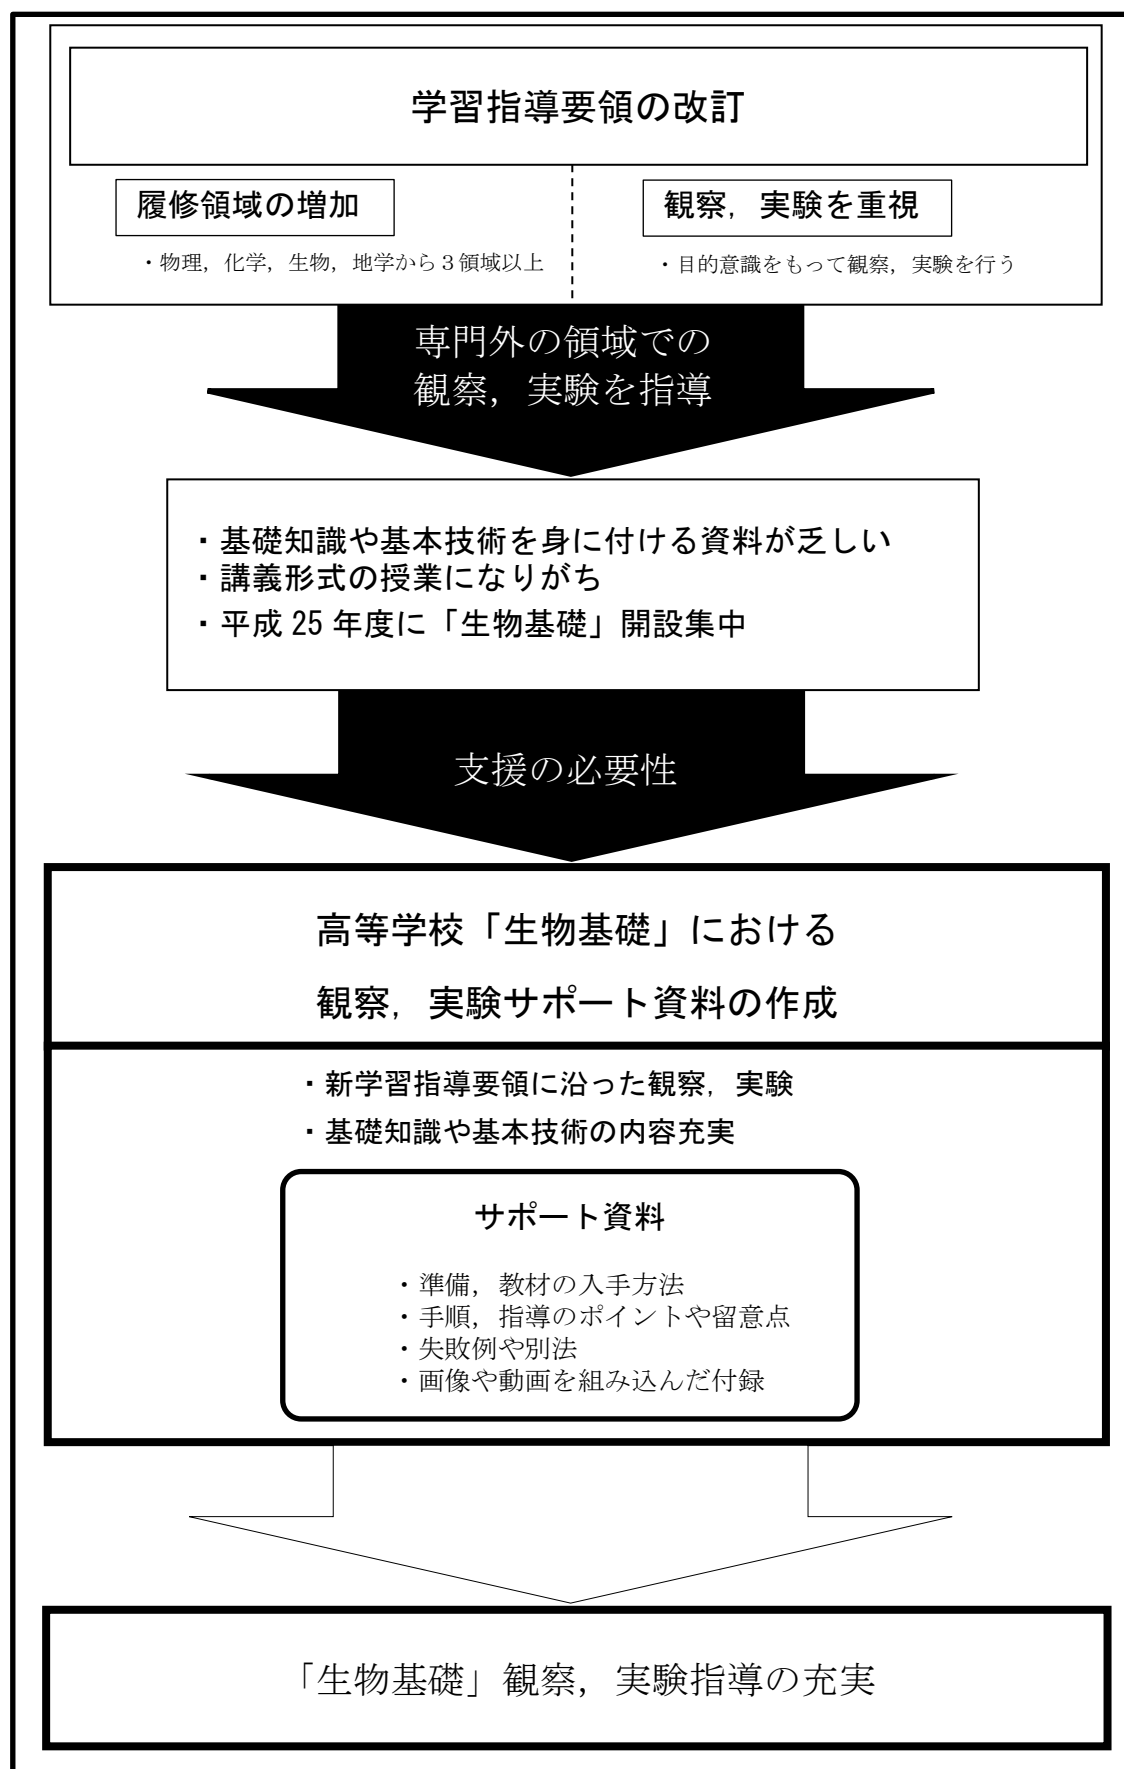 学習指導要領の改訂
履修領域の増加
・物理，化学，生物，地学から３領域以上
観察，実験を重視
・目的意識をもって観察，実験を行う
専門外の領域での
観察，実験を指導
・基礎知識や基本技術を身に付ける資料が乏しい
・講義形式の授業になりがち
・平成 25 年度に「生物基礎」開設集中
支援の必要性
高等学校「生物基礎」における
観察，実験サポート資料の作成
・新学習指導要領に沿った観察，実験
・基礎知識や基本技術の内容充実
サポート資料
・準備，教材の入手方法
・手順，指導のポイントや留意点
・失敗例や別法
・画像や動画を組み込んだ付録
「生物基礎」観察，実験指導の充実